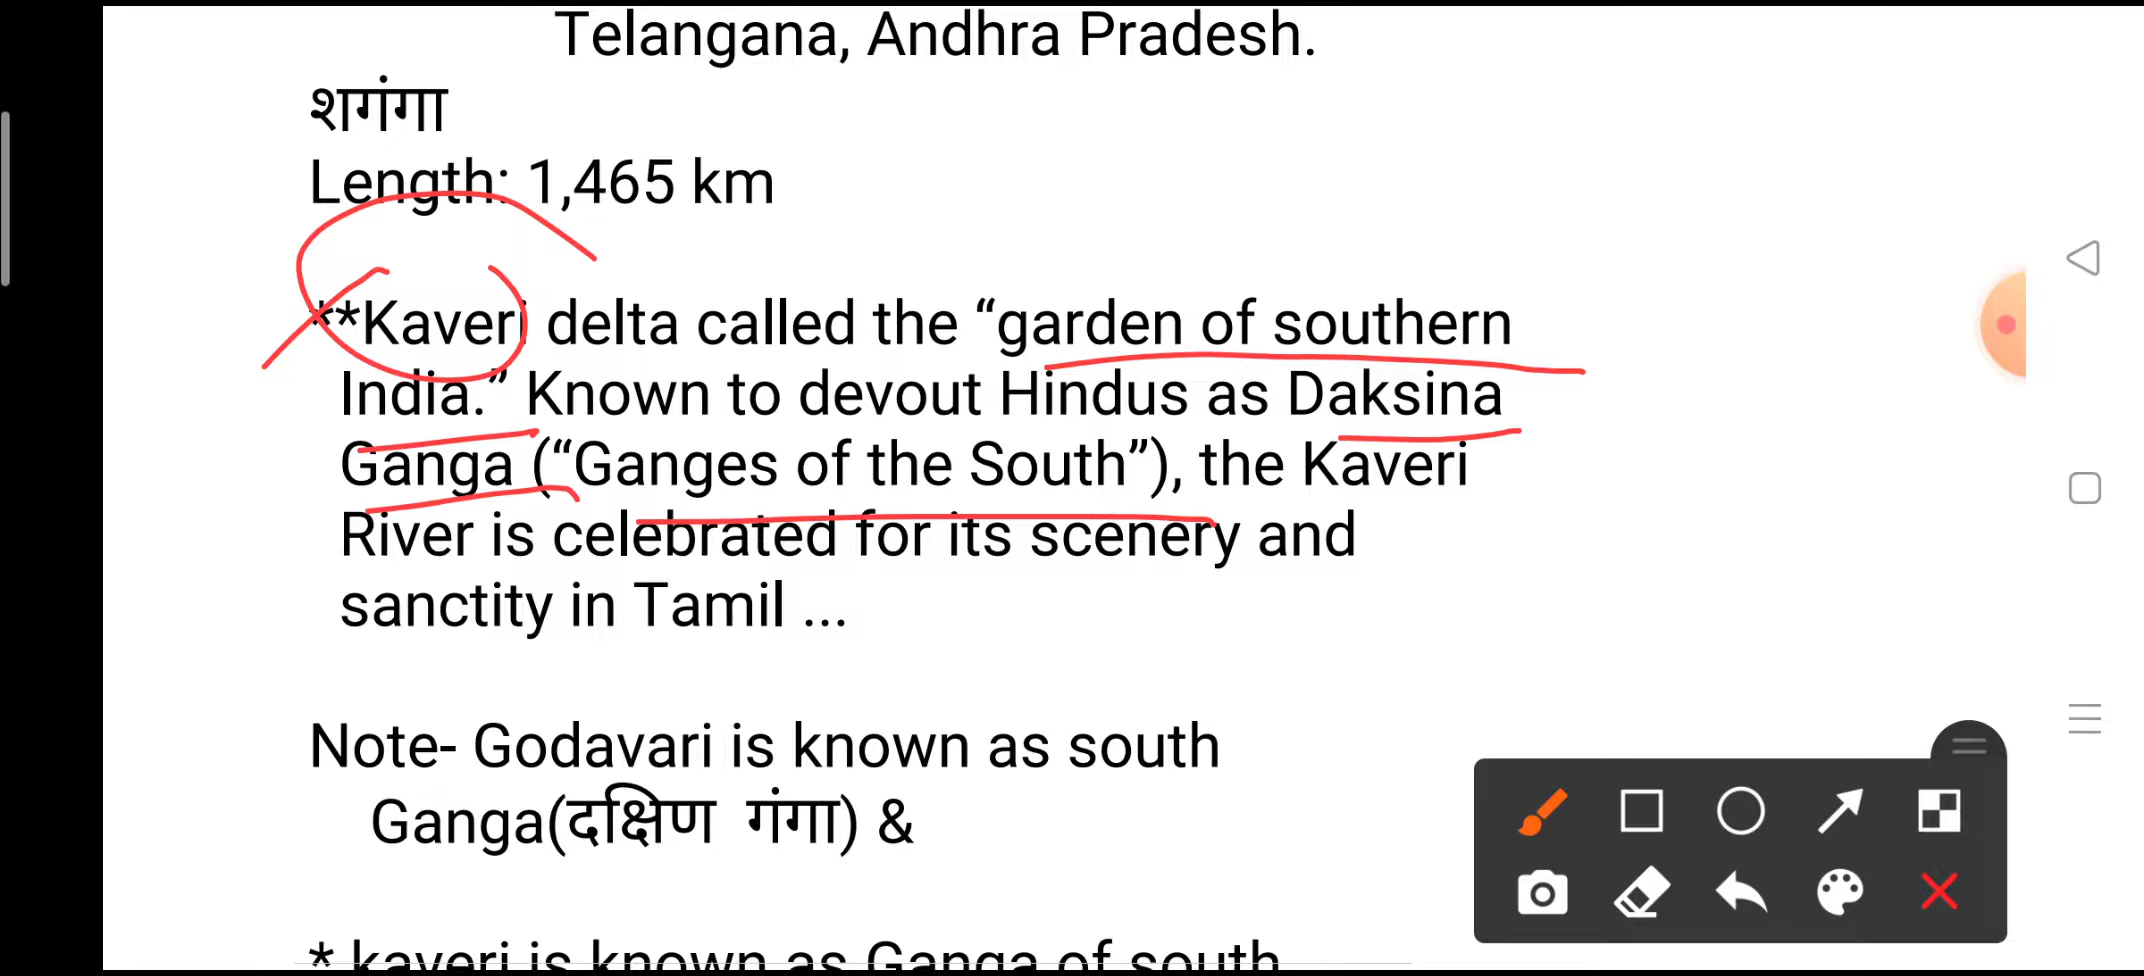 Telangana, Andhra Pradesh.
शगंगा
Length: 1,465 km
**Kaveri delta called the “garden of southern
India.” Known to devout Hindus as Daksina
Ganga (“Ganges of the South”), the Kaveri
River is celebrated for its scenery and
sanctity in Tamil ...
Note- Godavari is known as south
Ganga(दक्षिण गंगा) &
* kaveri is known as Ganga of south